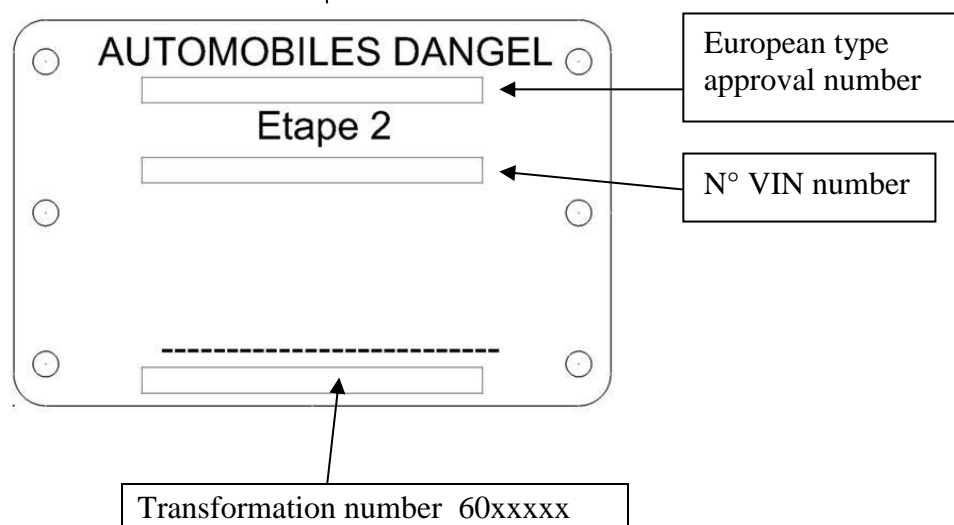 AUTOMOBILES DANGEL
European type
approval number
Etape 2
N° VIN number
--------------------------
Transformation number 60xxxxx